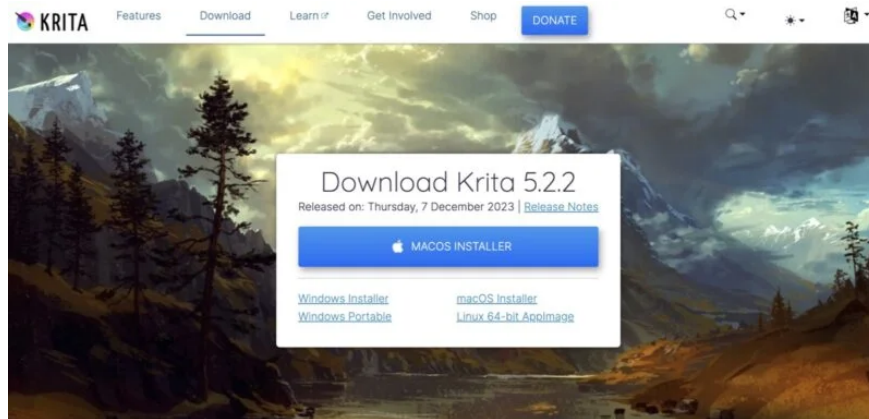 KRITA
Features Download Learn Get Involved Shop DONATE
Download Krita 5.2.2
Released on: Thursday, 7 December 2023 | Release Notes
MACOS INSTALLER
Windows Installer macOS Installer
Windows Portable Linux 64-bit AppImage